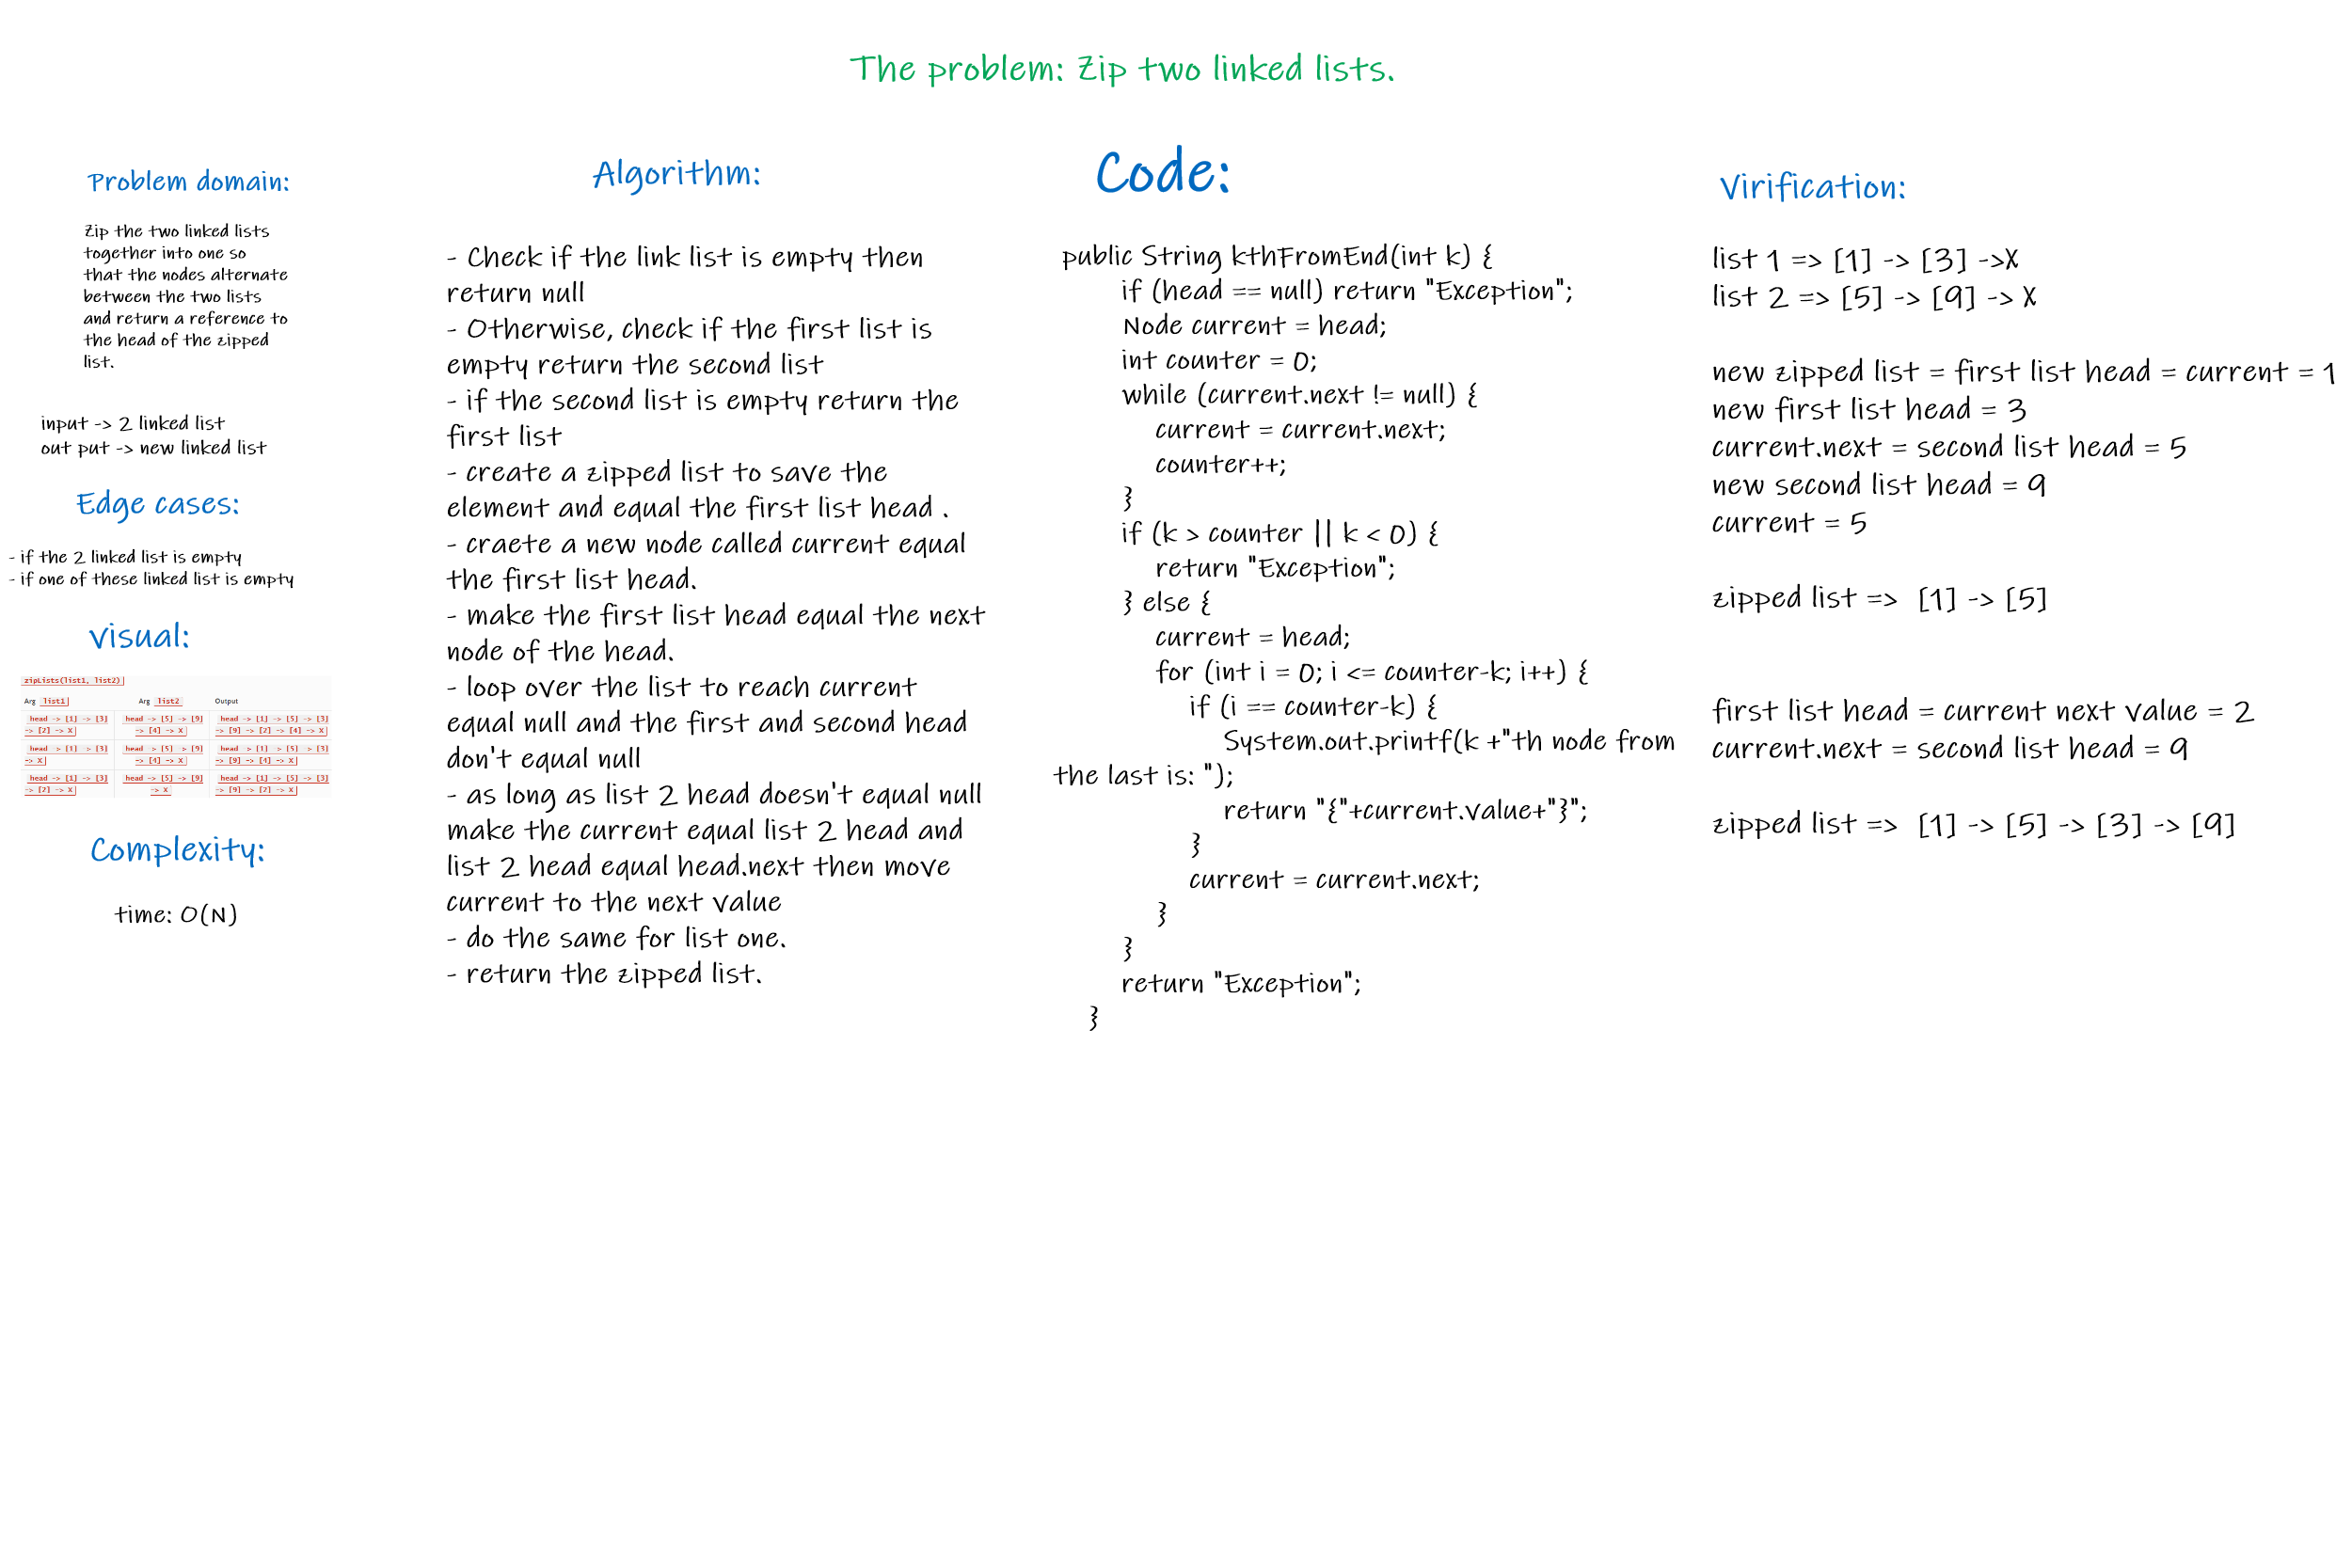 The problem: Zip two linked lists.
Problem domain:
Zip the two linked lists
together into one so
that the nodes alternate
between the two lists
and return a reference to
the head of the zipped
list.
input -> 2 linked list
out put -> new linked list
Edge cases:
- if the 2 linked list is empty
- if one of these linked list is empty
Visual:
zipLists(list1, list2)
Arg list1 Arg list2 Output
head -> [1] -> [3] head -> [5] -> [9] head -> [1] -> [5] -> [3]
-> [2] -> X -> [4] -> X -> [9] -> [2] -> [4] -> X
head -> [1] -> [3] head -> [5] -> [9] head -> [1] -> [5] -> [3]
-> X -> [4] -> X -> [9] -> [4] -> X
head -> [1] -> [3] head -> [5] -> [9] head -> [1] -> [5] -> [3]
-> [2] -> X -> X -> [9] -> [2] -> X
Complexity:
time: O(N)
Algorithm:
- Check if the link list is empty then
return null
- Otherwise, check if the first list is
empty return the second list
- if the second list is empty return the
first list
- create a zipped list to save the
element and equal the first list head .
- craete a new node called current equal
the first list head.
- make the first list head equal the next
node of the head.
- loop over the list to reach current
equal null and the first and second head
don't equal null
- as long as list 2 head doesn't equal null
make the current equal list 2 head and
list 2 head equal head.next then move
current to the next value
- do the same for list one.
- return the zipped list.
Code:
public String kthFromEnd(int k) {
if (head == null) return "Exception";
Node current = head;
int counter = 0;
while (current.next != null) {
current = current.next;
counter++;
}
if (k > counter || k < 0) {
return "Exception";
} else {
current = head;
for (int i = 0; i <= counter-k; i++) {
if (i == counter-k) {
System.out.printf(k +"th node from
the last is: ");
return "{"+current.value+"}";
}
current = current.next;
}
}
return "Exception";
}
Virification:
list 1 => [1] -> [3] ->X
list 2 => [5] -> [9] -> X
new zipped list = first list head = current = 1
new first list head = 3
current.next = second list head = 5
new second list head = 9
current = 5
zipped list => [1] -> [5]
first list head = current next value = 2
current.next = second list head = 9
zipped list => [1] -> [5] -> [3] -> [9]